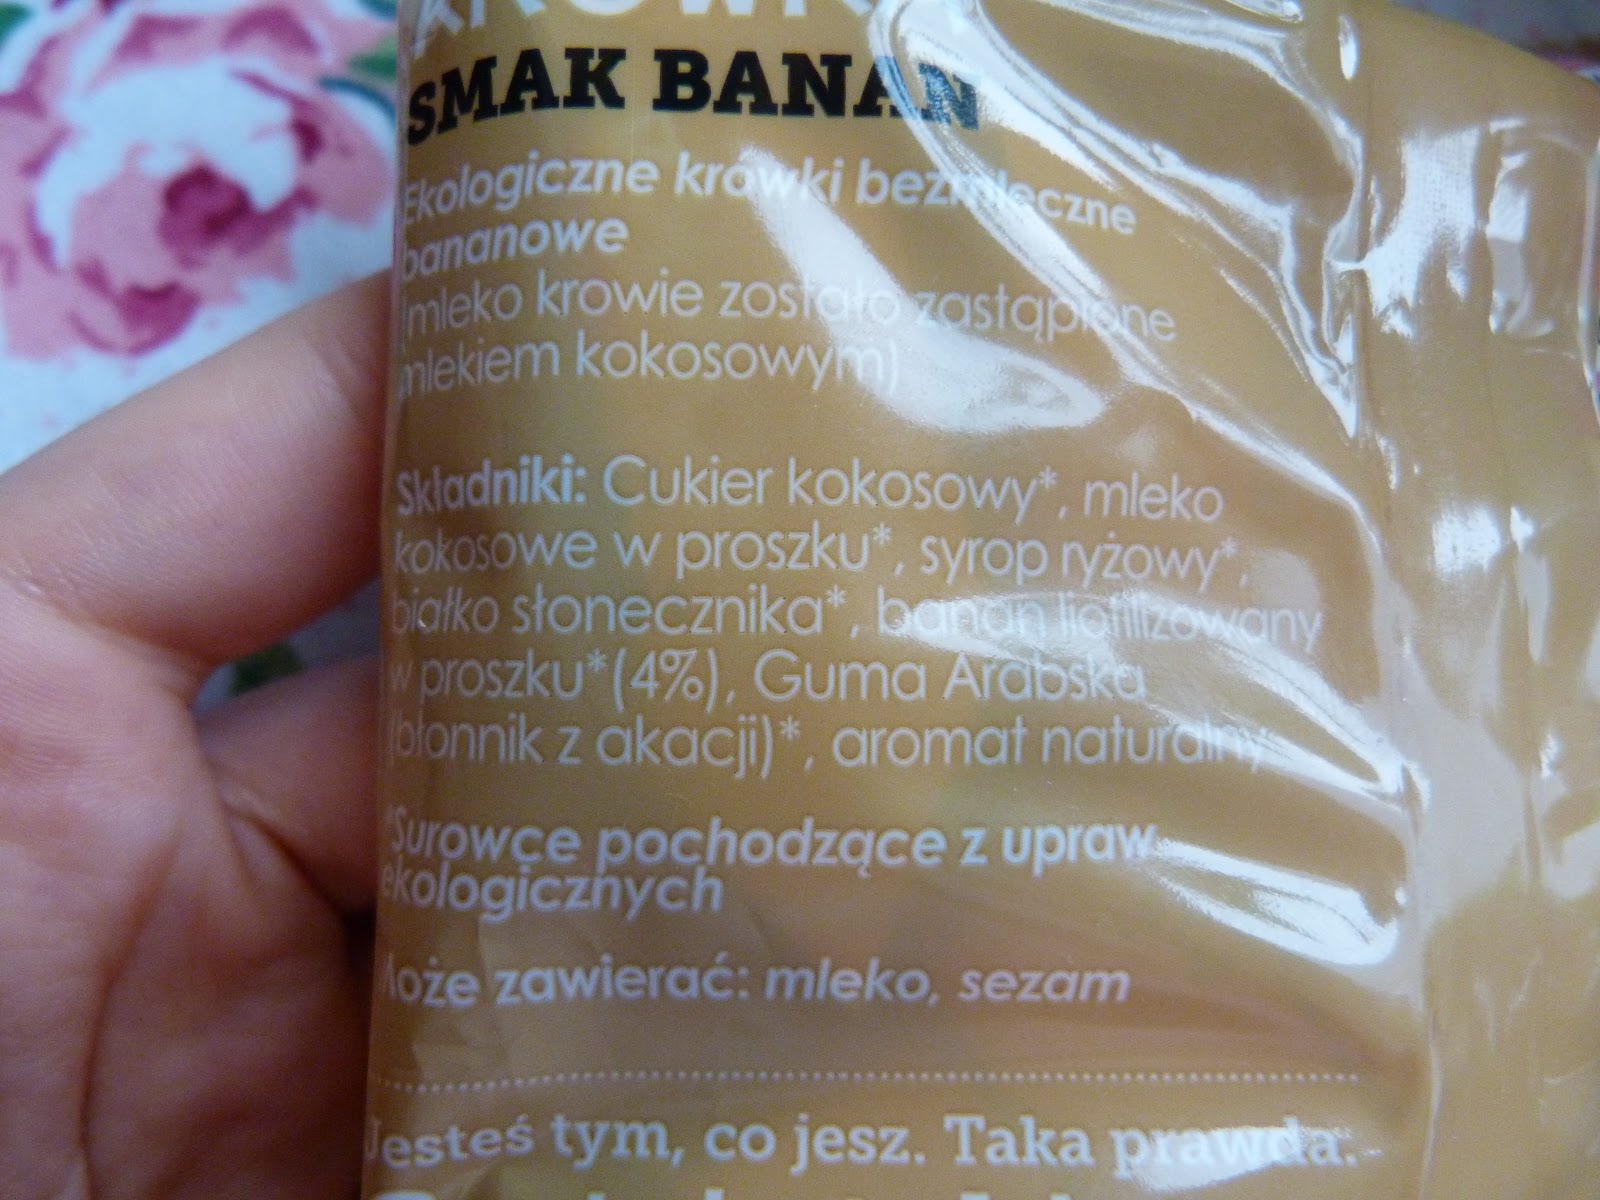 SMAK BANAN
Ekologiczne krówki bezmleczne
bananowe
(mleko krowie zostało zastąpione
mlekiem kokosowym)
Składniki: Cukier kokosowy*, mleko
kokosowe w proszku*, syrop ryżowy*,
białko słonecznika*, banan liofilizowany
w proszku*(4%), Guma Arabska
(błonnik z akacji)*, aromat naturalny
*Surowce pochodzące z upraw
ekologicznych
Może zawierać: mleko, sezam
Jesteś tym, co jesz. Taka prawda.